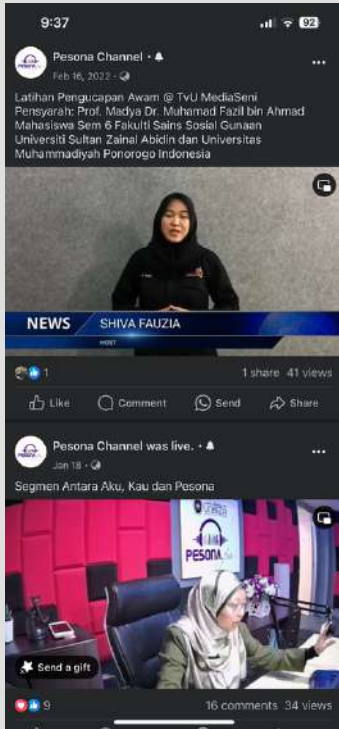 9:37
92
Pesona Channel •
Feb 16, 2022 •
Latihan Pengucapan Awam @ TvU MediaSeni
Pensyarah: Prof. Madya Dr. Muhamad Fazil bin Ahmad
Mahasiswa Sem 6 Fakulti Sains Sosial Gunaan
Universiti Sultan Zainal Abidin dan Universitas
Muhammadiyah Ponorogo Indonesia
NEWS SHIVA FAUZIA
HOST
1
1 share 41 views
Like Comment Send Share
Pesona Channel was live. •
Jan 18 •
Segmen Antara Aku, Kau dan Pesona
PESONA
Send a gift
9
16 comments 34 views